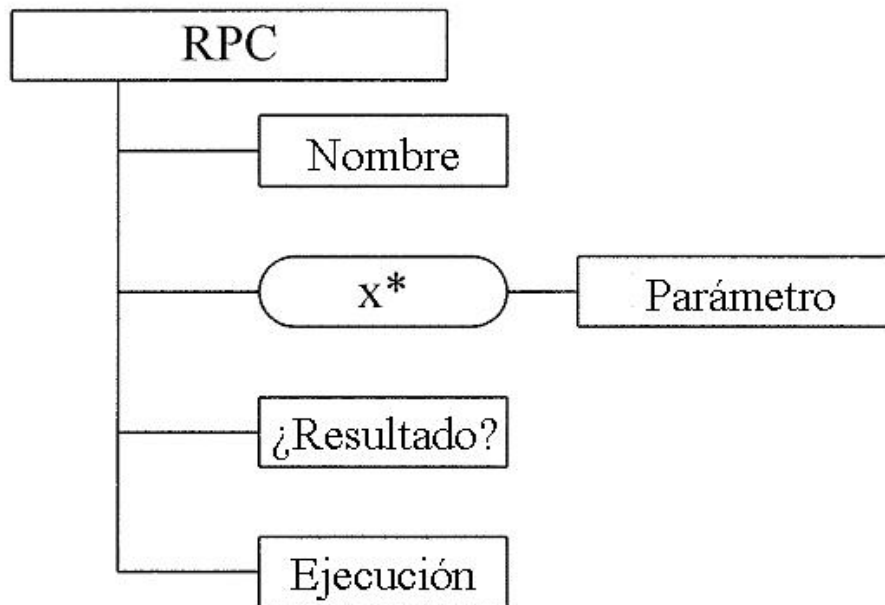 RPC
Nombre
x*
Parámetro
¿Resultado?
Ejecución